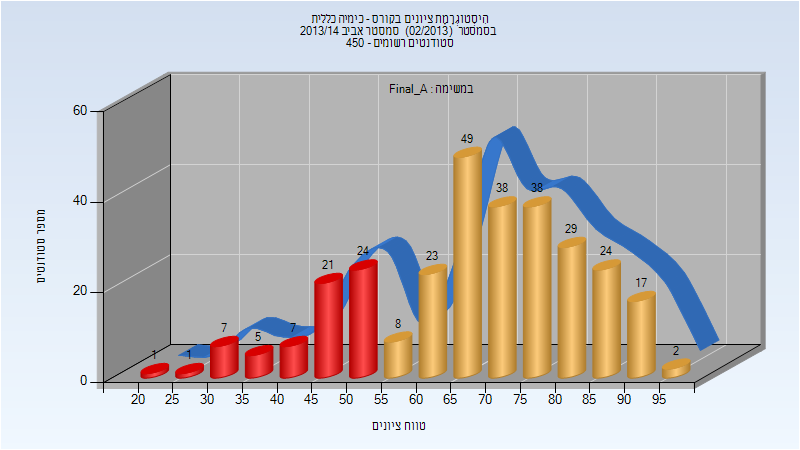 היסטוגרמת ציונים בקורס - כימיה כללית
בסמסטר (02/2013) סמסטר אביב 2013/14
סטודנטים רשומים - 450
במשימה : Final_A
מספר סטודנטים
60
40
20
0
1
1
7
5
7
21
24
8
23
49
38
38
29
24
17
2
20 25 30 35 40 45 50 55 60 65 70 75 80 85 90 95
טווח ציונים